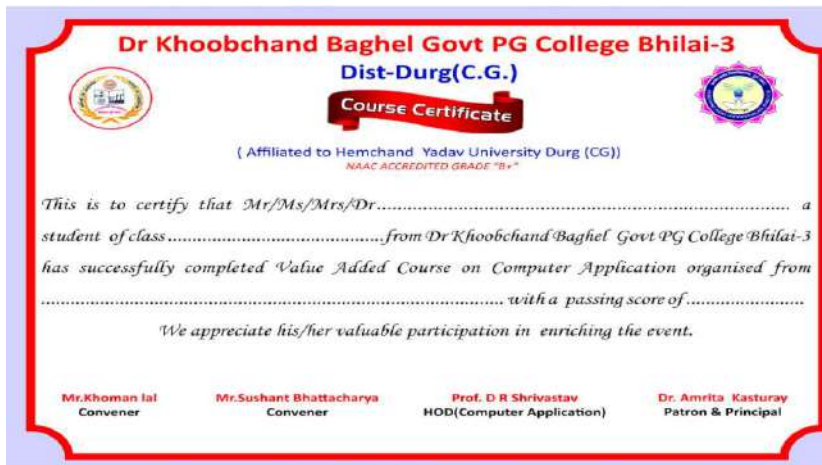 Dr Khoobchand Baghel Govt PG College Bhilai-3
Dist-Durg(C.G.)
Course Certificate
( Affiliated to Hemchand Yadav University Durg (CG))
NAAC ACCREDITED GRADE "B+"
This is to certify that Mr/Ms/Mrs/Dr.......................................................................................... a
student of class...............................................from Dr Khoobchand Baghel Govt PG College Bhilai-3
has successfully completed Value Added Course on Computer Application organised from
.................................................................................................... with a passing score of.........................
We appreciate his/her valuable participation in enriching the event.
Mr.Khoman lal Mr.Sushant Bhattacharya Prof. D R Shrivastav Dr. Amrita Kasturay
Convener Convener HOD(Computer Application) Patron & Principal